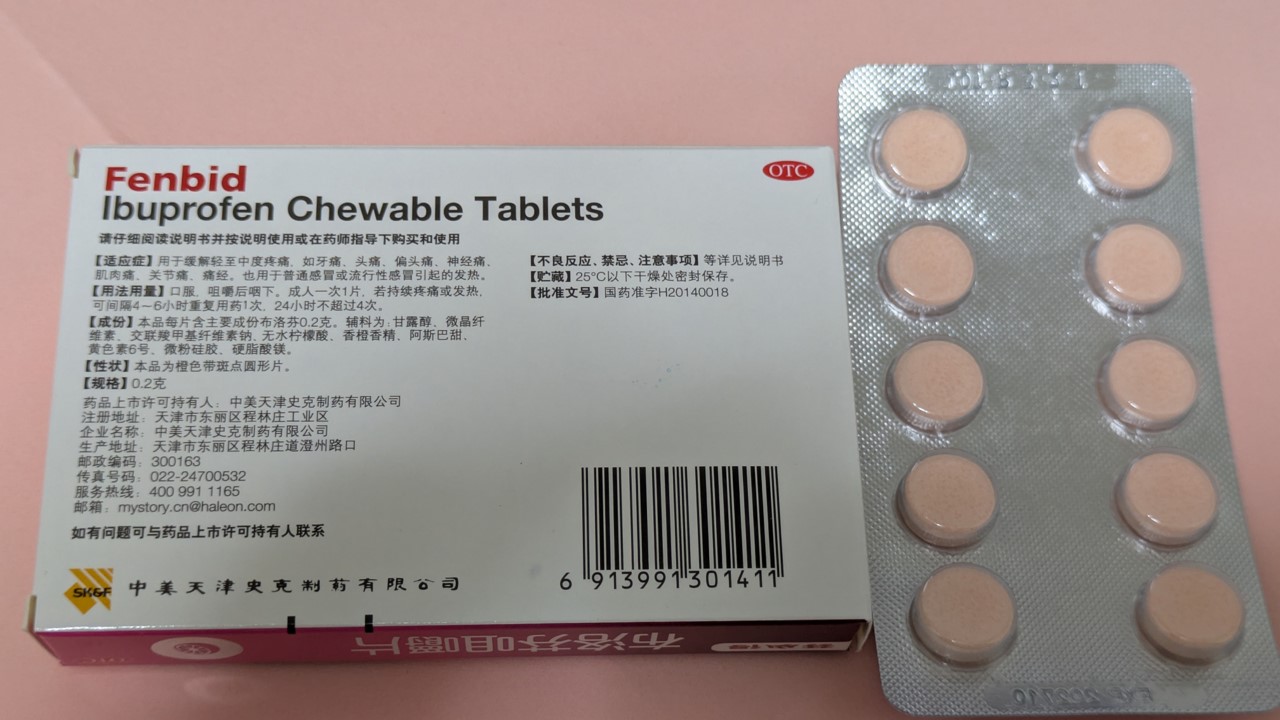 Fenbid
OTC
Ibuprofen Chewable Tablets
请仔细阅读说明书并按说明使用或在药师指导下购买和使用
【适应症】用于缓解轻至中度疼痛,如牙痛、头痛、偏头痛、神经痛、
肌肉痛、关节痛、痛经。也用于普通感冒或流行性感冒引起的发热。
【用法用量】口服,咀嚼后咽下。成人一次1片,若持续疼痛或发热,
可间隔4~6小时重复用药1次,24小时不超过4次。
【成份】本品每片含主要成份布洛芬0.2克。辅料为:甘露醇、微晶纤
维素、交联羧甲基纤维素钠、无水柠檬酸、香橙香精、阿斯巴甜、
黄色素6号、微粉硅胶、硬脂酸镁。
【性状】本品为橙色带斑点圆形片。
【规格】0.2克
药品上市许可持有人:中美天津史克制药有限公司
注册地址:天津市东丽区程林庄工业区
企业名称:中美天津史克制药有限公司
生产地址:天津市东丽区程林庄道澄州路口
邮政编码:300163
传真号码:022-24700532
服务热线:400 991 1165
邮箱:mystory.cn@haleon.com
如有问题可与药品上市许可持有人联系
【不良反应、禁忌、注意事项】等详见说明书
【贮藏】25°C以下干燥处密封保存。
【批准文号】国药准字H20140018
SK&F
中美天津史克制药有限公司
6 913991 301411
布洛芬咀嚼片
OTC